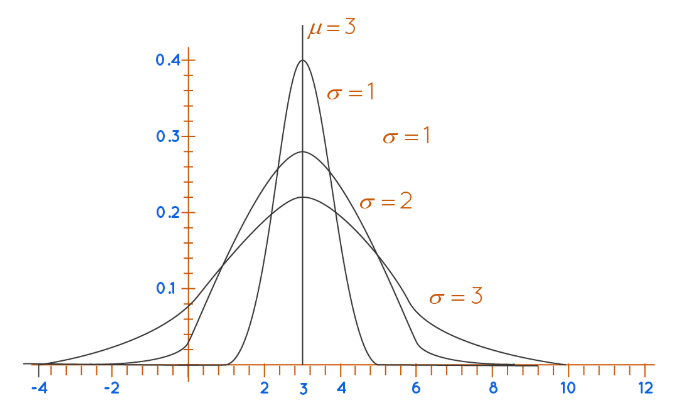 μ = 3
0.4
σ = 1
0.3
σ = 1
0.2
σ = 2
0.1
σ = 3
-4 -2 2 3 4 6 8 10 12